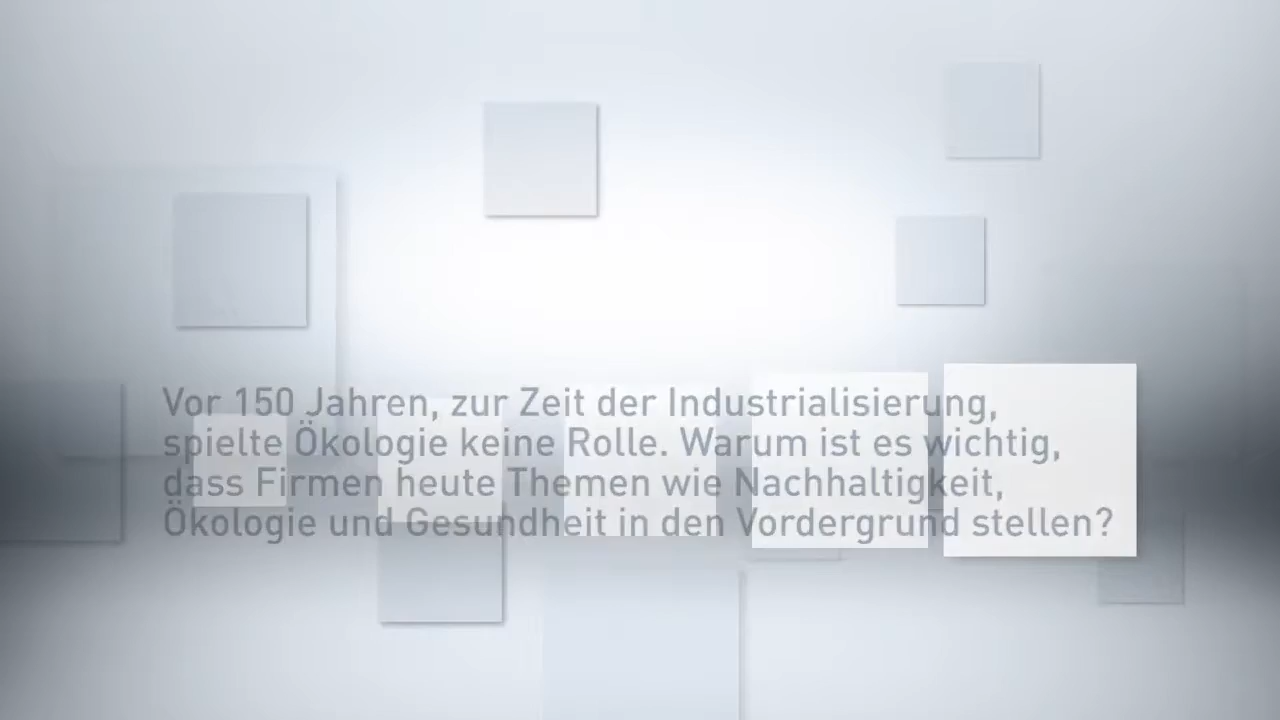 Vor 150 Jahren, zur Zeit der Industrialisierung,
spielte Ökologie keine Rolle. Warum ist es wichtig,
dass Firmen heute Themen wie Nachhaltigkeit,
Ökologie und Gesundheit in den Vordergrund stellen?